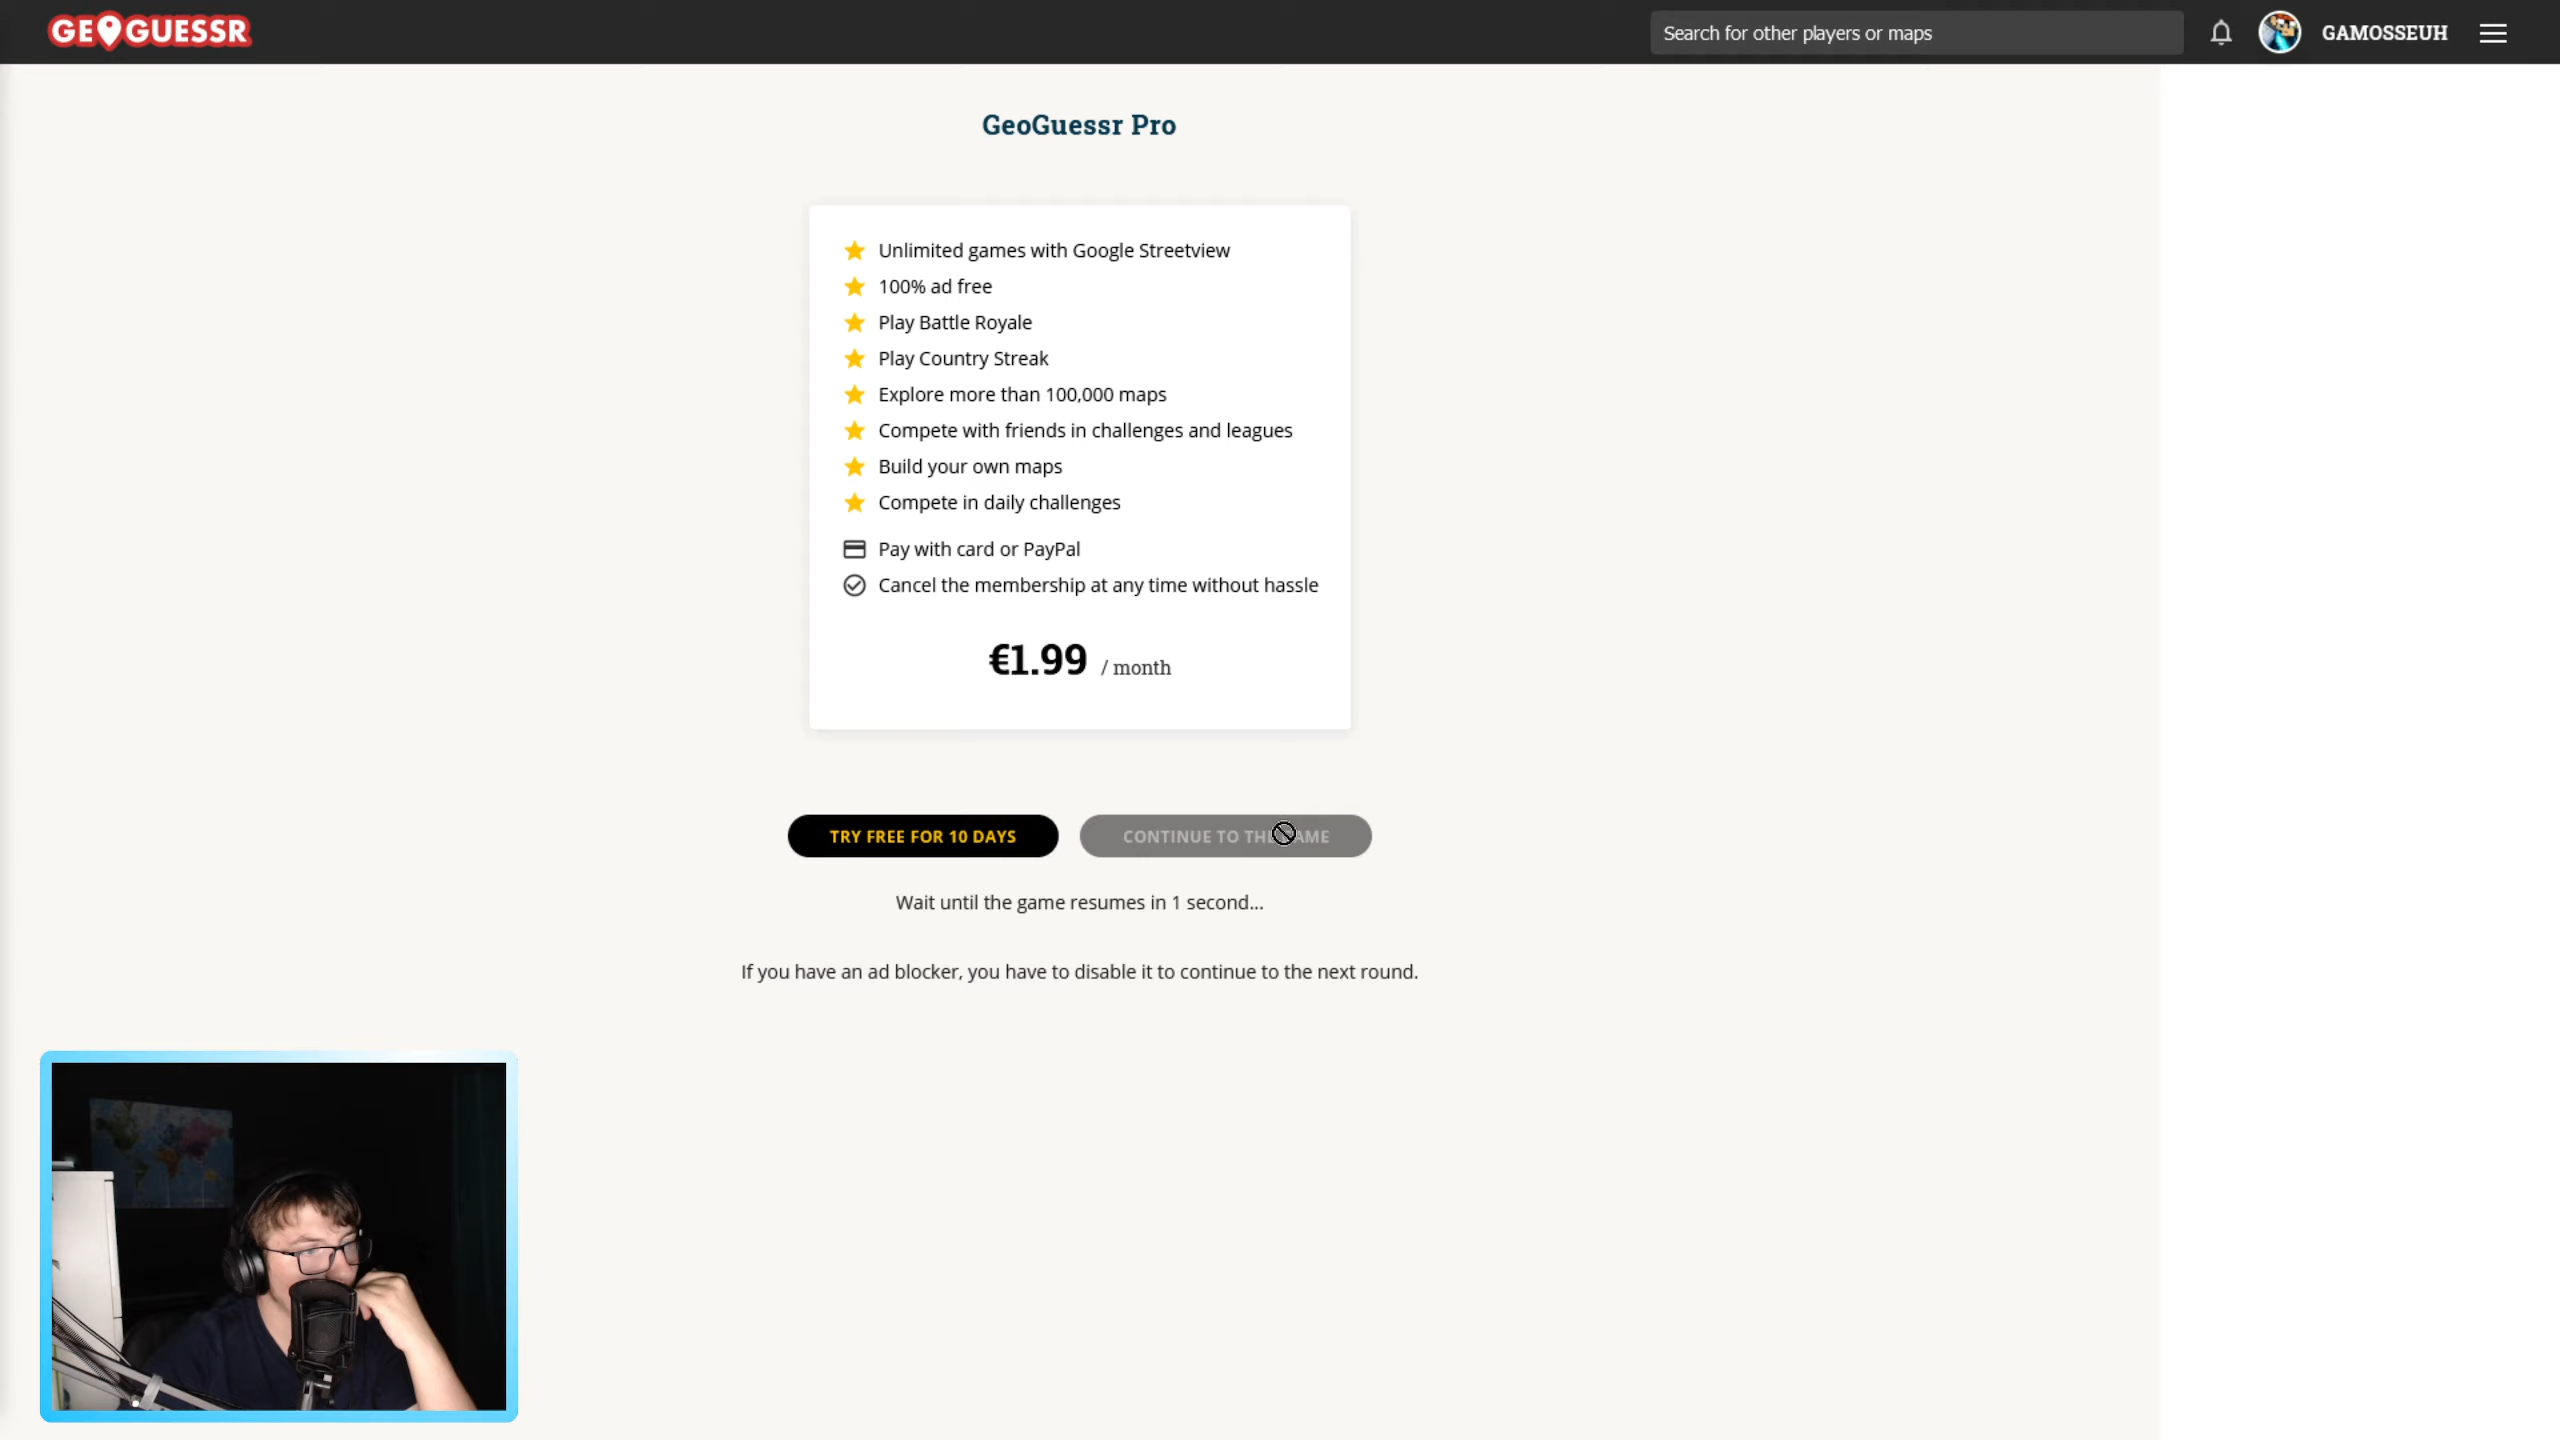 GEOGUESSR
Search for other players or maps
GAMOSSEUH
GeoGuessr Pro
Unlimited games with Google Streetview
100% ad free
Play Battle Royale
Play Country Streak
Explore more than 100,000 maps
Compete with friends in challenges and leagues
Build your own maps
Compete in daily challenges
Pay with card or PayPal
Cancel the membership at any time without hassle
€1.99 / month
TRY FREE FOR 10 DAYS
CONTINUE TO THE GAME
Wait until the game resumes in 1 second...
If you have an ad blocker, you have to disable it to continue to the next round.